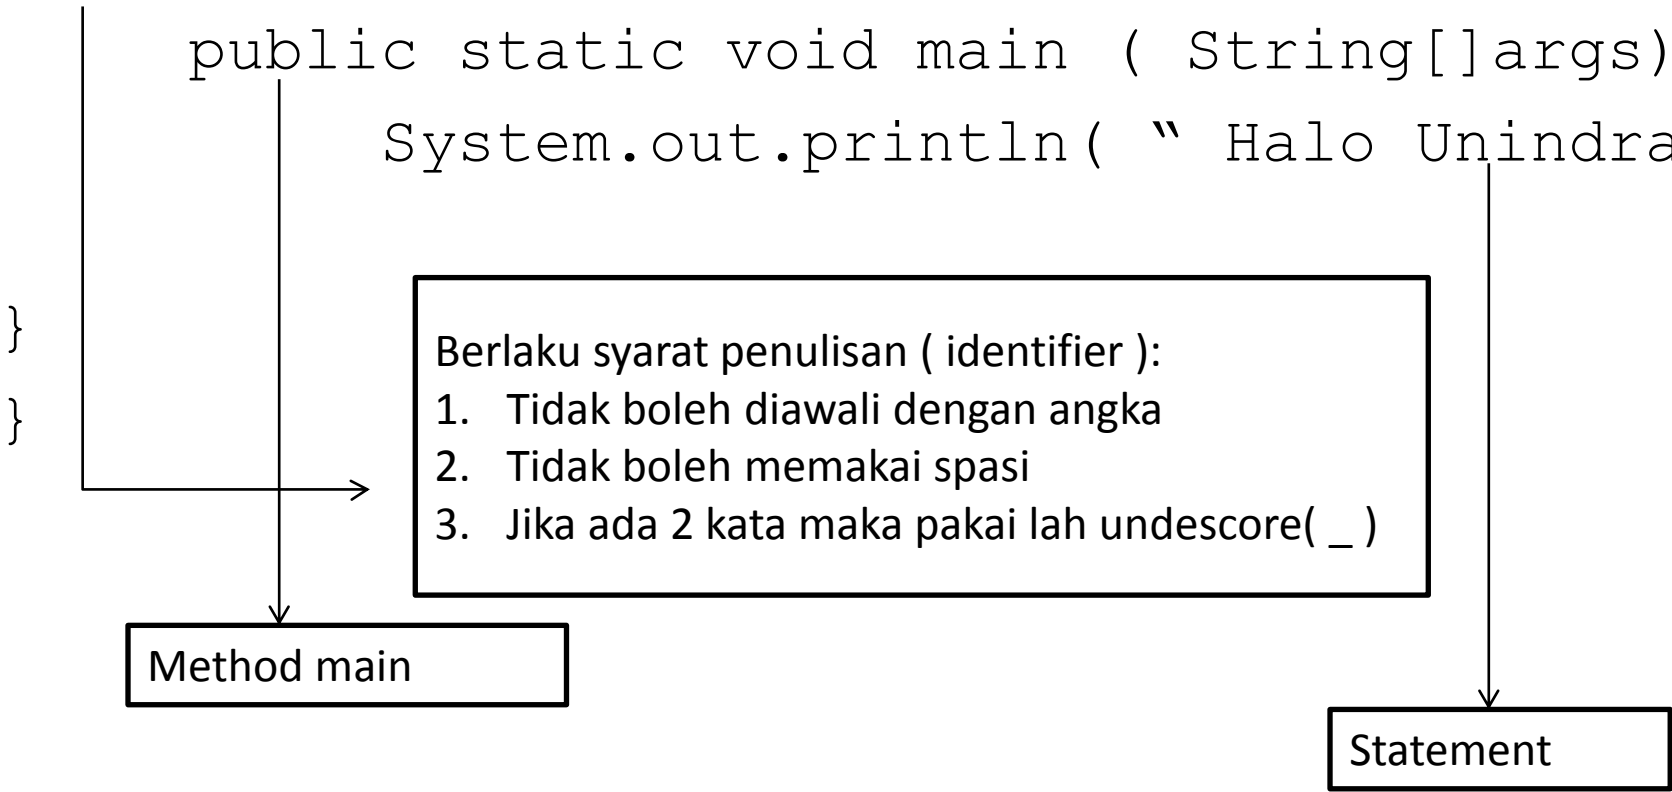 public static void main ( String[]args)
System.out.println( “ Halo Unindra
}
}
Berlaku syarat penulisan ( identifier ):
1. Tidak boleh diawali dengan angka
2. Tidak boleh memakai spasi
3. Jika ada 2 kata maka pakai lah undescore( _ )
Method main
Statement